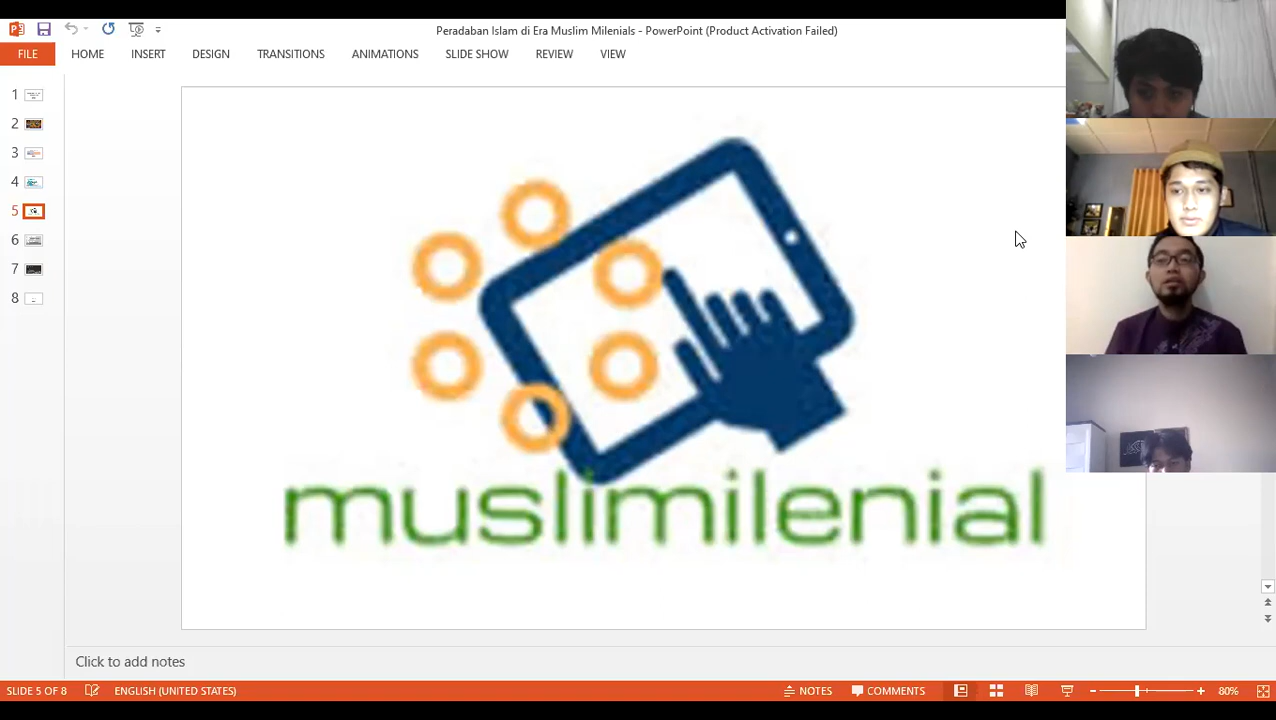 Peradaban Islam di Era Muslim Milenials - PowerPoint (Product Activation Failed)
FILE HOME INSERT DESIGN TRANSITIONS ANIMATIONS SLIDE SHOW REVIEW VIEW
1
2
3
4
5
6
7
8
muslimilenial
Click to add notes
SLIDE 5 OF 8 ENGLISH (UNITED STATES) NOTES COMMENTS 80%